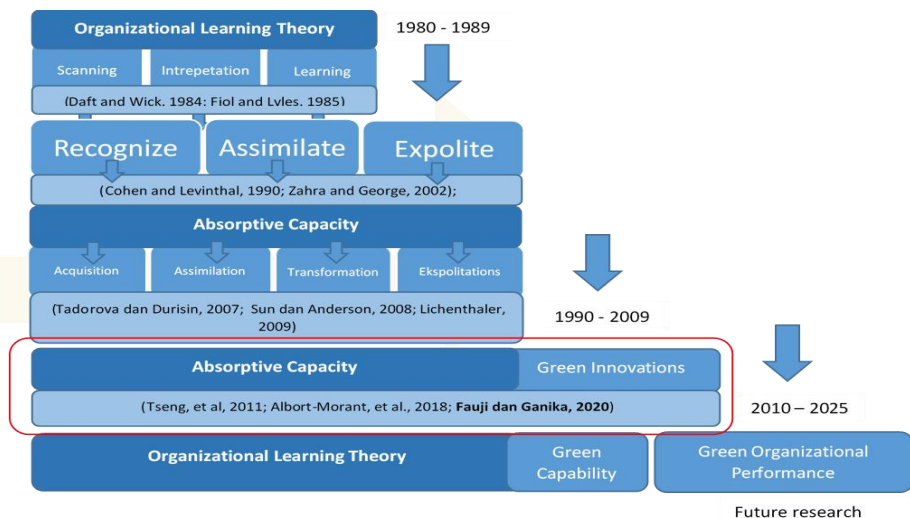 Organizational Learning Theory
1980 - 1989
Scanning
Intrepetation
Learning
(Daft and Wick. 1984; Fiol and Lyles. 1985)
Recognize
Assimilate
Expolite
(Cohen and Levinthal, 1990; Zahra and George, 2002);
Absorptive Capacity
Acquisition
Assimilation
Transformation
Ekspolitations
(Tadorova dan Durisin, 2007; Sun dan Anderson, 2008; Lichenthaler,
2009)
1990 - 2009
Absorptive Capacity
Green Innovations
(Tseng, et al, 2011; Albort-Morant, et al., 2018; Fauji dan Ganika, 2020)
2010 – 2025
Organizational Learning Theory
Green
Capability
Green Organizational
Performance
Future research